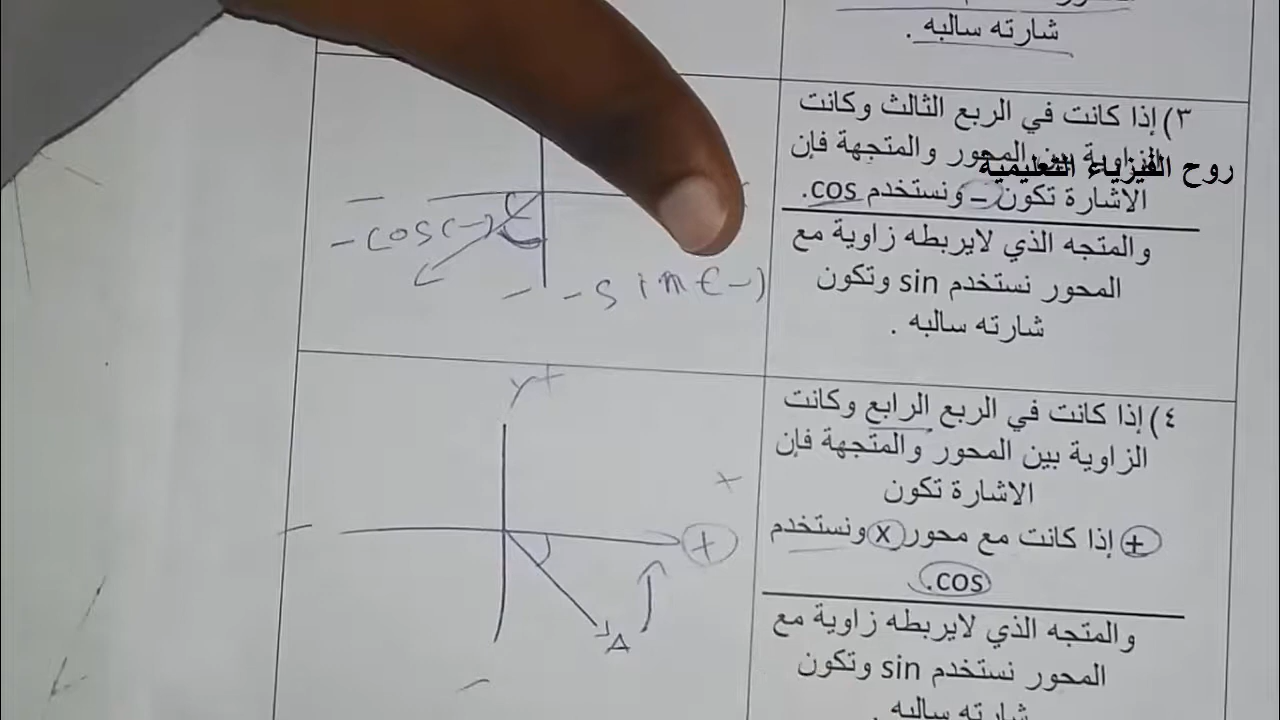 شارته سالبه .
٣) إذا كانت في الربع الثالث وكانت
الزاوية بين المحور والمتجهة فإن
روح الفيزياء التعليمية
الاشارة تكون – ونستخدم cos.
والمتجه الذي لايربطه زاوية مع
المحور نستخدم sin وتكون
شارته سالبه .
- cos(-)
- sin(-)
٤) إذا كانت في الربع الرابع وكانت
الزاوية بين المحور والمتجهة فإن
الاشارة تكون
+ إذا كانت مع محور x ونستخدم
cos.
والمتجه الذي لايربطه زاوية مع
المحور نستخدم sin وتكون
شارته سالبه .
y+
+
A